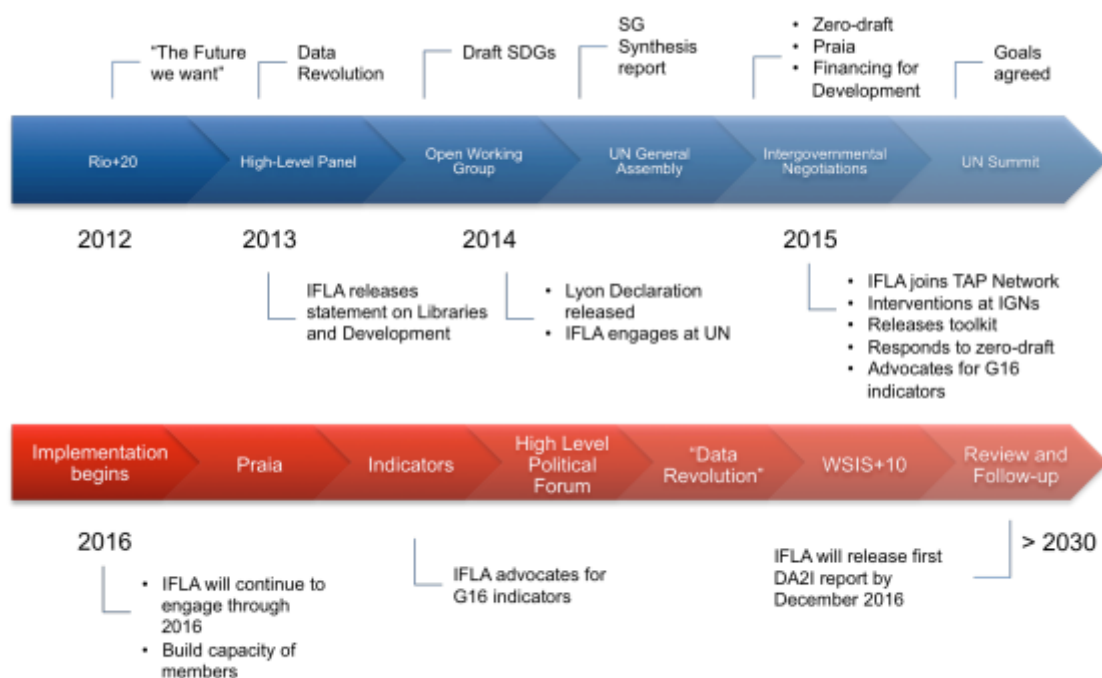 "The Future
we want"
Data
Revolution
Draft SDGs
SG
Synthesis
report
• Zero-draft
• Praia
• Financing for
Development
Goals
agreed
Rio+20
High-Level Panel
Open Working
Group
UN General
Assembly
Intergovernmental
Negotiations
UN Summit
2012
2013
2014
2015
IFLA releases
statement on Libraries
and Development
• Lyon Declaration
released
• IFLA engages at UN
• IFLA joins TAP Network
• Interventions at IGNs
• Releases toolkit
• Responds to zero-draft
• Advocates for G16
indicators
Implementation
begins
Praia
Indicators
High Level
Political
Forum
"Data
Revolution"
WSIS+10
Review and
Follow-up
2016
> 2030
• IFLA will continue to
engage through
2016
• Build capacity of
members
IFLA advocates for
G16 indicators
IFLA will release first
DA2I report by
December 2016